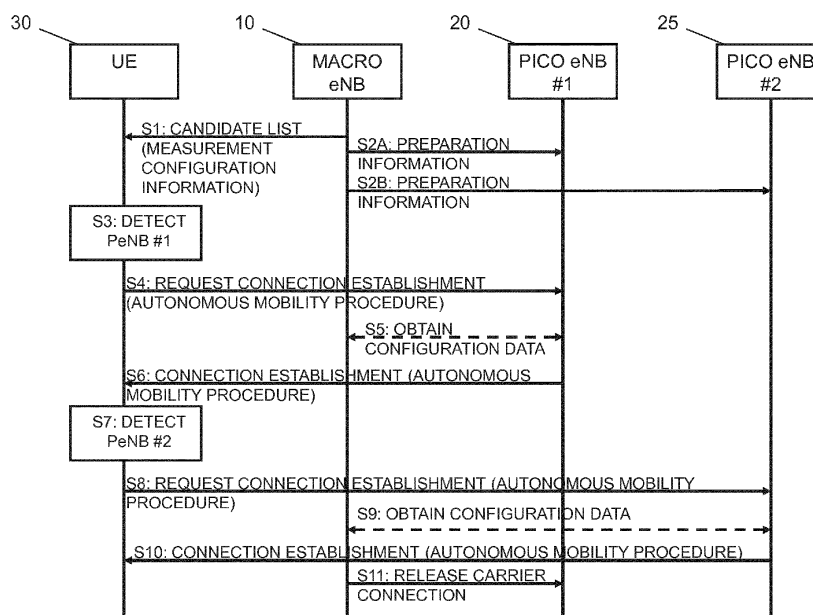 30
10
20
25
UE
MACRO
eNB
PICO eNB
#1
PICO eNB
#2
S1: CANDIDATE LIST
(MEASUREMENT
CONFIGURATION
INFORMATION)
S2A: PREPARATION
INFORMATION
S2B: PREPARATION
INFORMATION
S3: DETECT
PeNB #1
S4: REQUEST CONNECTION ESTABLISHMENT
(AUTONOMOUS MOBILITY PROCEDURE)
S5: OBTAIN
CONFIGURATION DATA
S6: CONNECTION ESTABLISHMENT (AUTONOMOUS
MOBILITY PROCEDURE)
S7: DETECT
PeNB #2
S8: REQUEST CONNECTION ESTABLISHMENT (AUTONOMOUS MOBILITY
PROCEDURE)
S9: OBTAIN CONFIGURATION DATA
S10: CONNECTION ESTABLISHMENT (AUTONOMOUS MOBILITY PROCEDURE)
S11: RELEASE CARRIER
CONNECTION